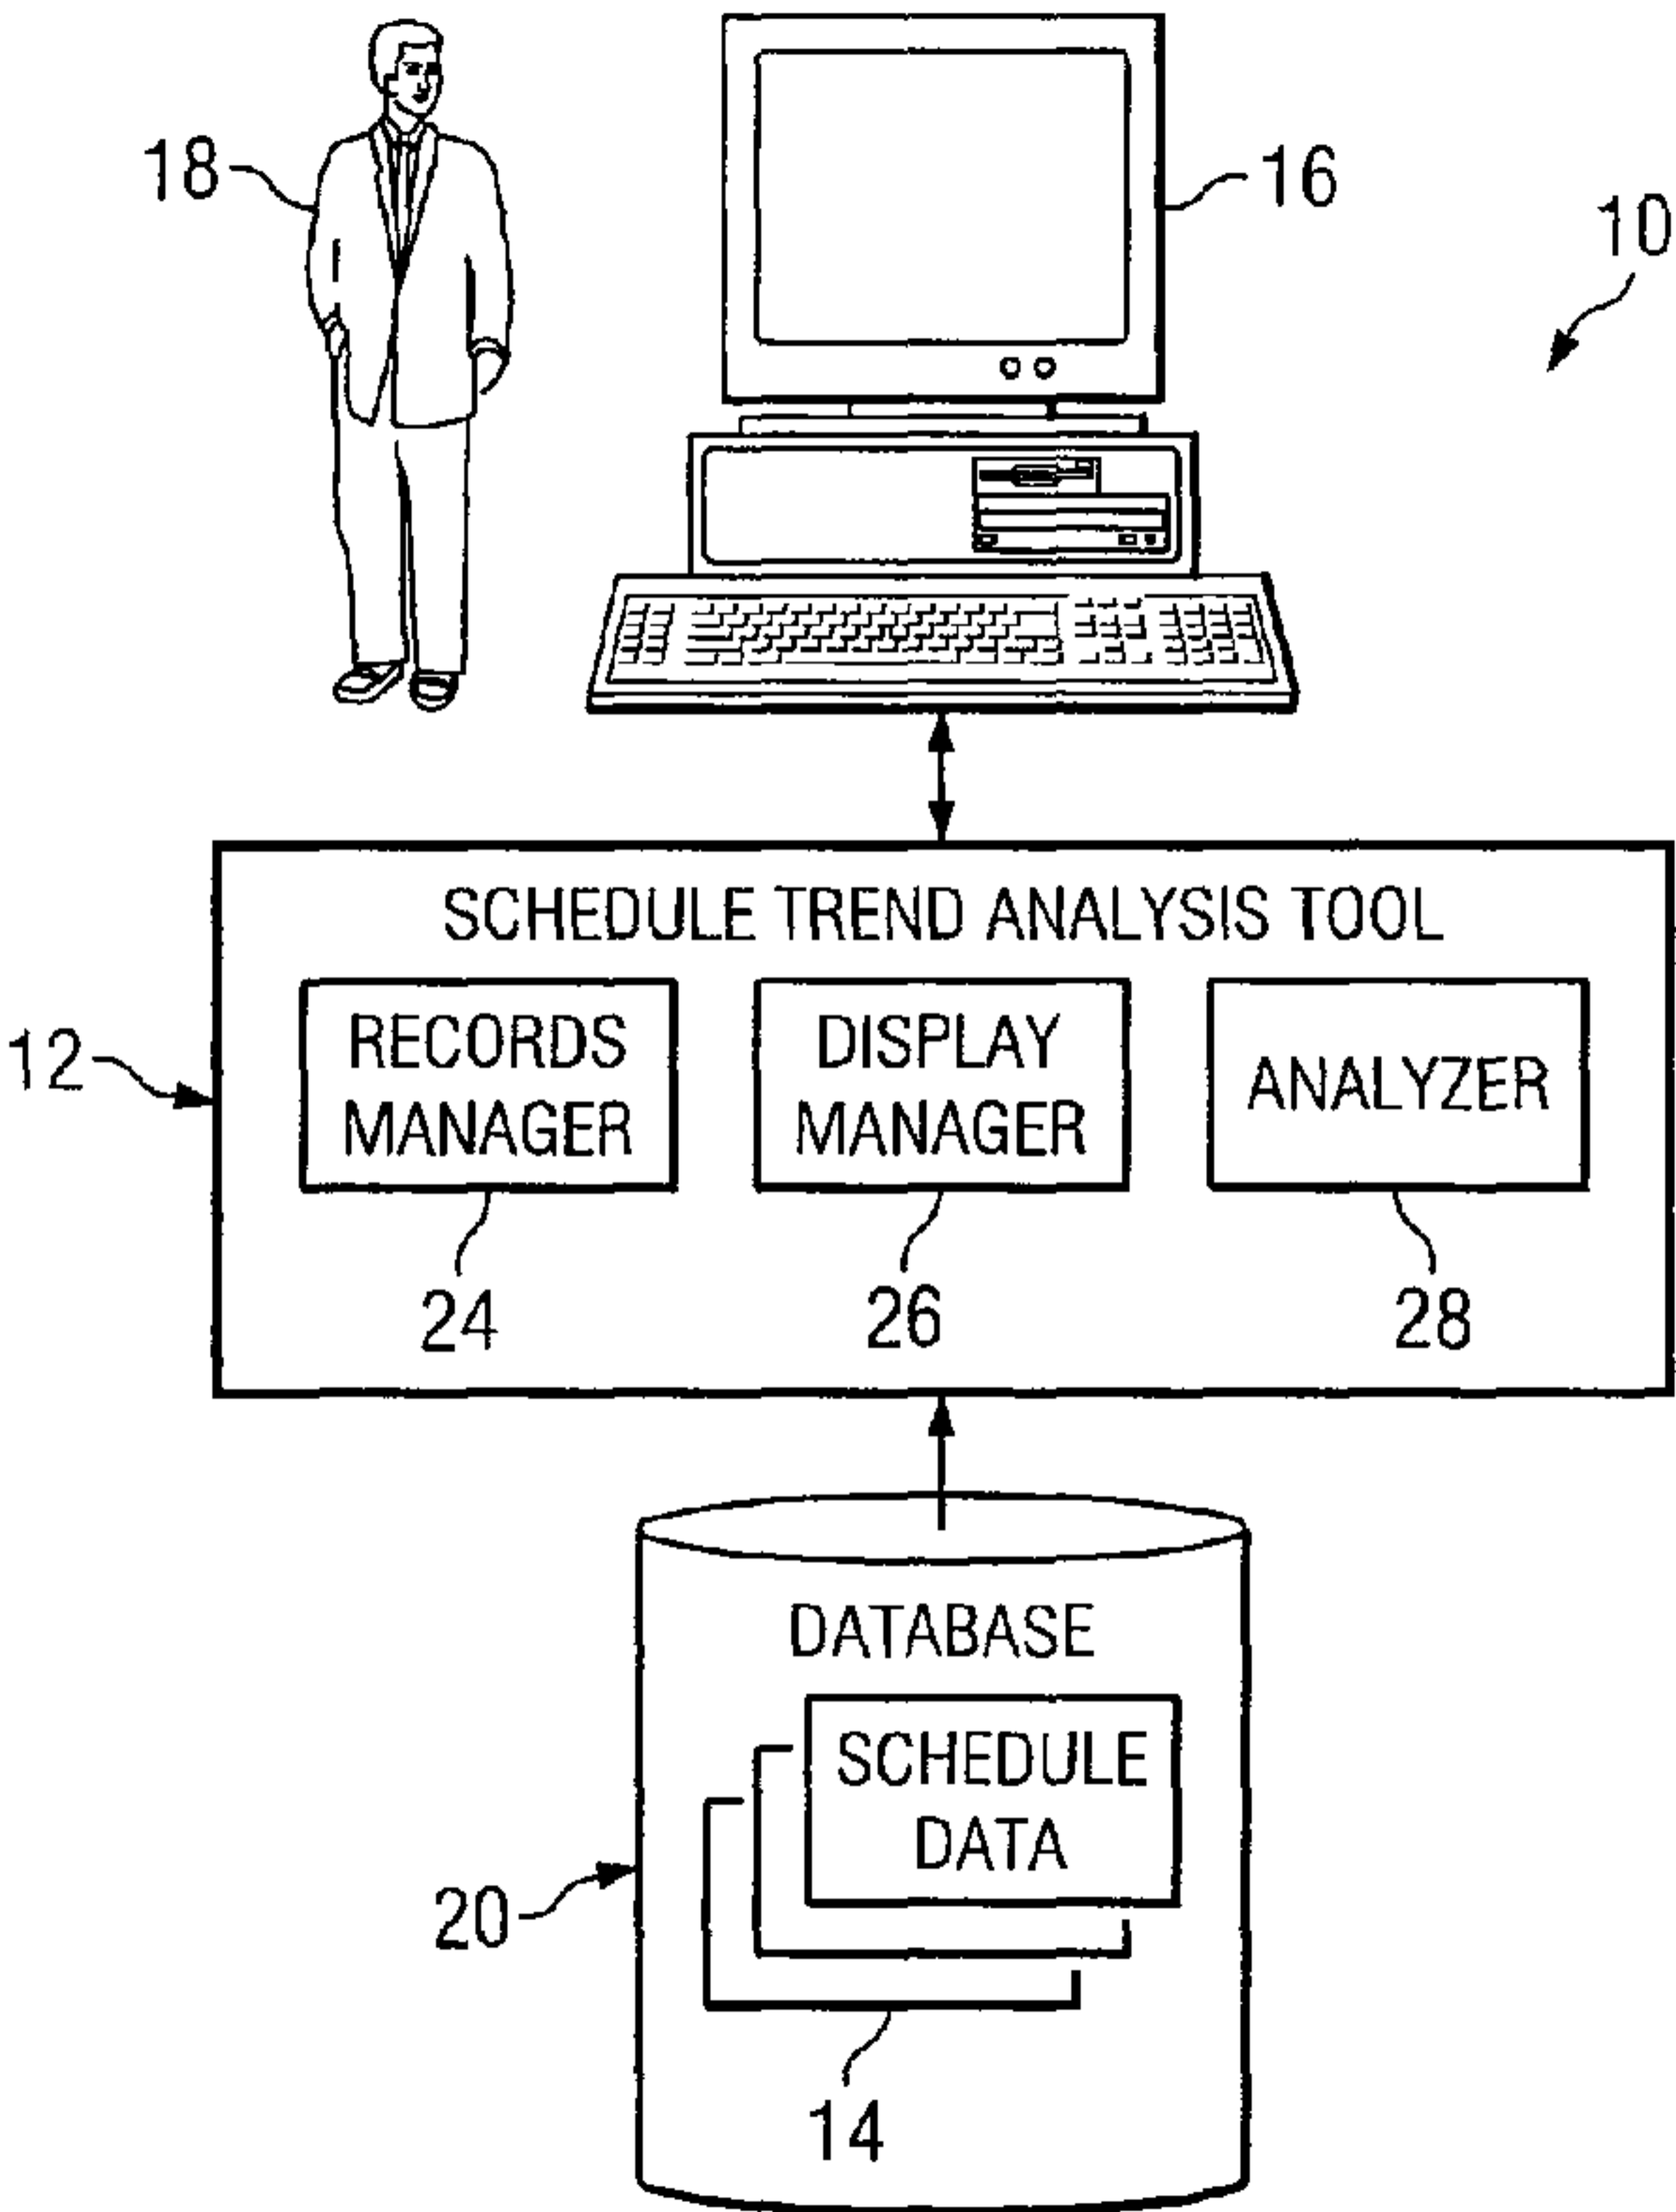 18
16
10
SCHEDULE TREND ANALYSIS TOOL
RECORDS
MANAGER
DISPLAY
MANAGER
ANALYZER
12
24
26
28
DATABASE
SCHEDULE
DATA
20
14